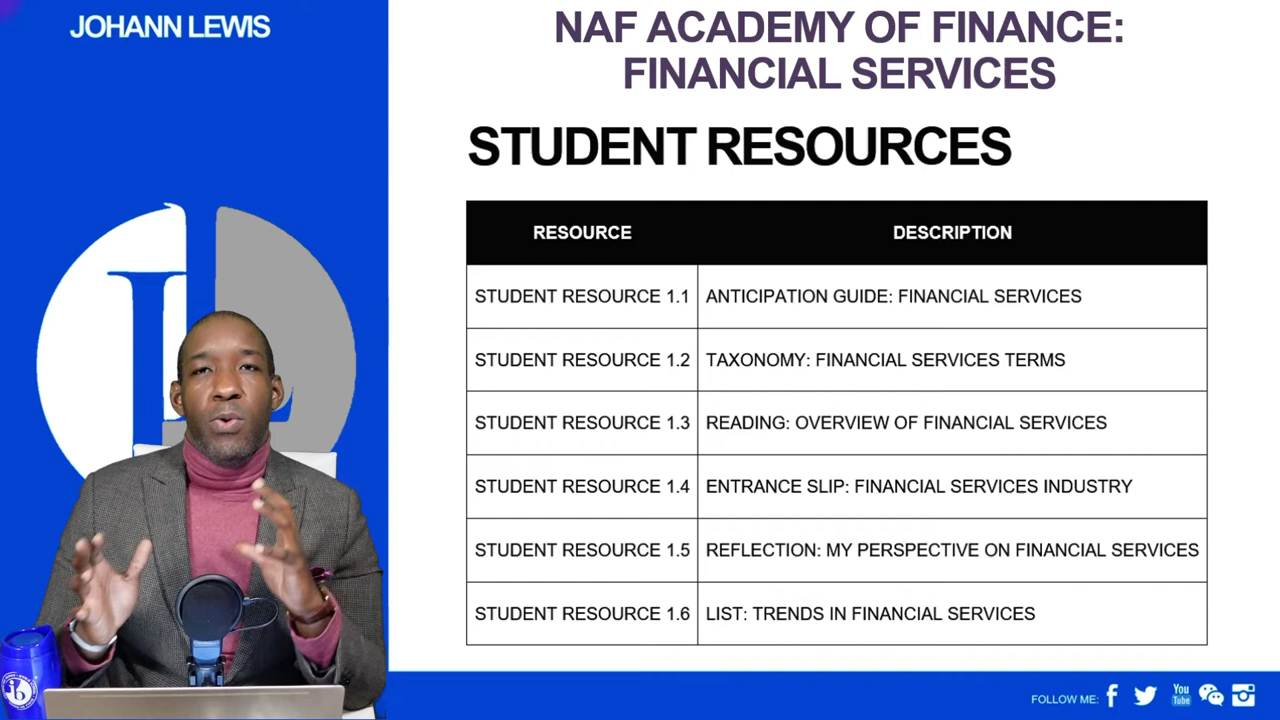 JOHANN LEWIS
NAF ACADEMY OF FINANCE:
FINANCIAL SERVICES
STUDENT RESOURCES
RESOURCE DESCRIPTION
STUDENT RESOURCE 1.1 ANTICIPATION GUIDE: FINANCIAL SERVICES
STUDENT RESOURCE 1.2 TAXONOMY: FINANCIAL SERVICES TERMS
STUDENT RESOURCE 1.3 READING: OVERVIEW OF FINANCIAL SERVICES
STUDENT RESOURCE 1.4 ENTRANCE SLIP: FINANCIAL SERVICES INDUSTRY
STUDENT RESOURCE 1.5 REFLECTION: MY PERSPECTIVE ON FINANCIAL SERVICES
STUDENT RESOURCE 1.6 LIST: TRENDS IN FINANCIAL SERVICES
FOLLOW ME:
You
Tube